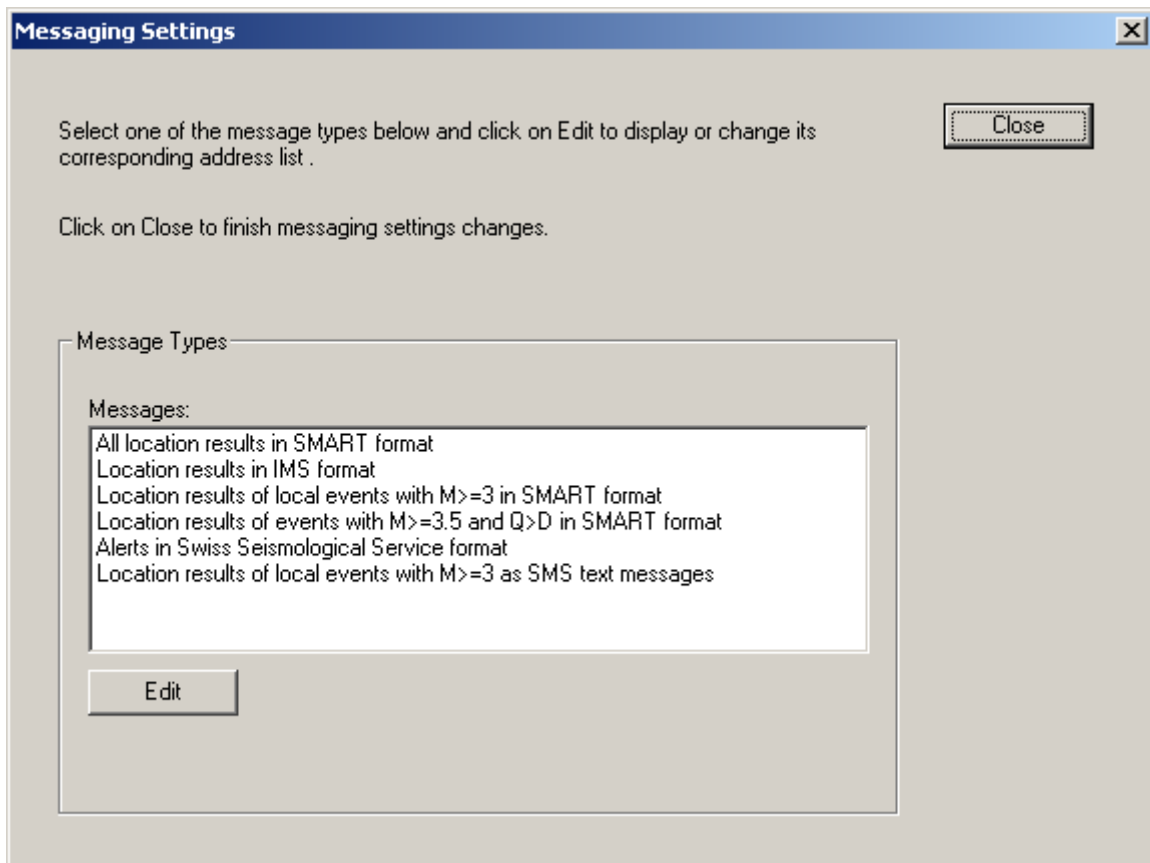 Messaging Settings
Select one of the message types below and click on Edit to display or change its
corresponding address list .
Close
Click on Close to finish messaging settings changes.
Message Types
Messages:
All location results in SMART format
Location results in IMS format
Location results of local events with M>=3 in SMART format
Location results of events with M>=3.5 and Q>D in SMART format
Alerts in Swiss Seismological Service format
Location results of local events with M>=3 as SMS text messages
Edit